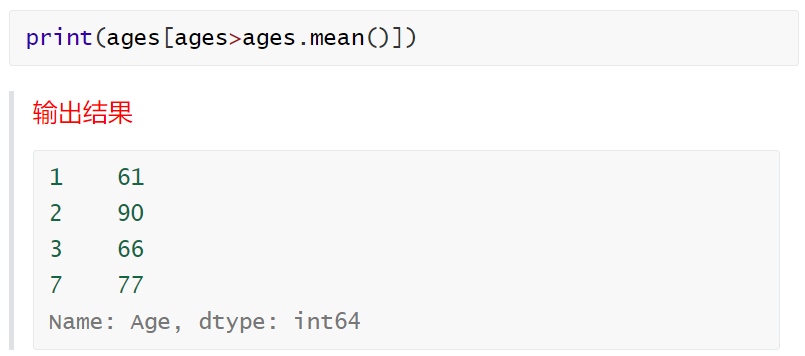 print(ages[ages>ages.mean()])
输出结果
1    61
2    90
3    66
7    77
Name: Age, dtype: int64